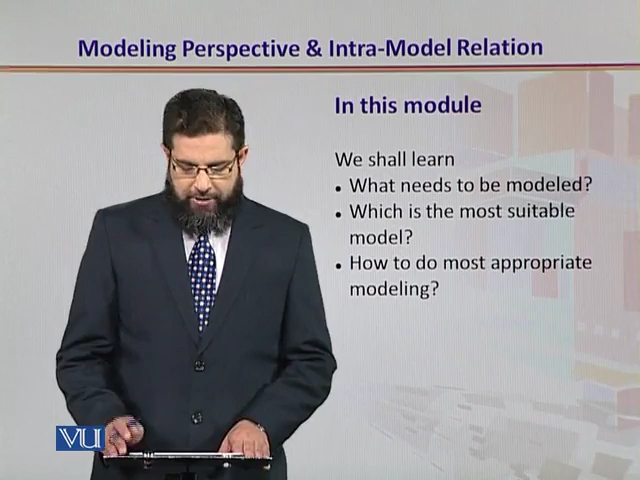 Modeling Perspective & Intra-Model Relation
In this module
We shall learn
• What needs to be modeled?
• Which is the most suitable
model?
• How to do most appropriate
modeling?
VU